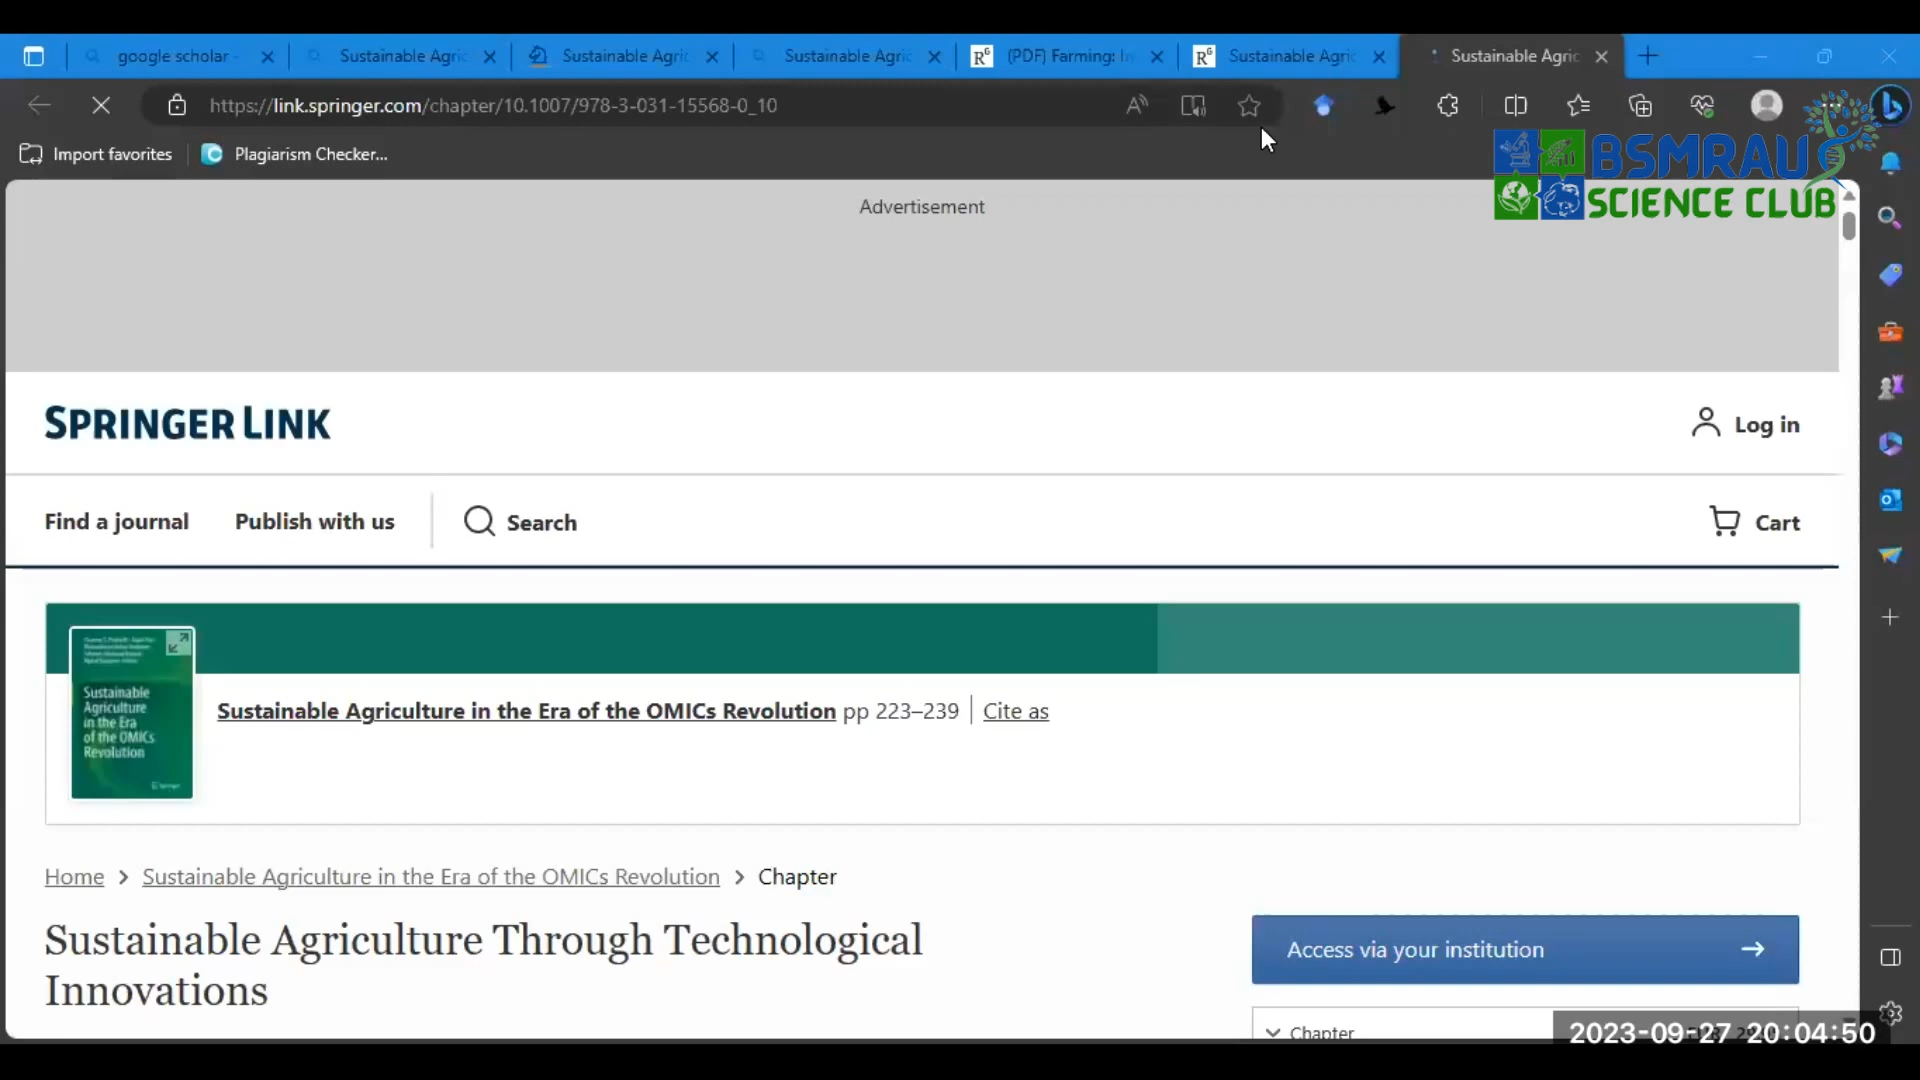 google scholar -
Sustainable Agric
Sustainable Agric
Sustainable Agric
(PDF) Farming: In
Sustainable Agric
Sustainable Agric
https://link.springer.com/chapter/10.1007/978-3-031-15568-0_10
Import favorites
Plagiarism Checker...
BSMRAU
SCIENCE CLUB
Advertisement
SPRINGER LINK
Log in
Find a journal
Publish with us
Search
Cart
Sustainable
Agriculture
in the Era
of the OMICs
Revolution
Springer
Sustainable Agriculture in the Era of the OMICs Revolution pp 223–239 | Cite as
Home > Sustainable Agriculture in the Era of the OMICs Revolution > Chapter
Sustainable Agriculture Through Technological
Innovations
Access via your institution
Chapter
2023-09-27 20:04:50